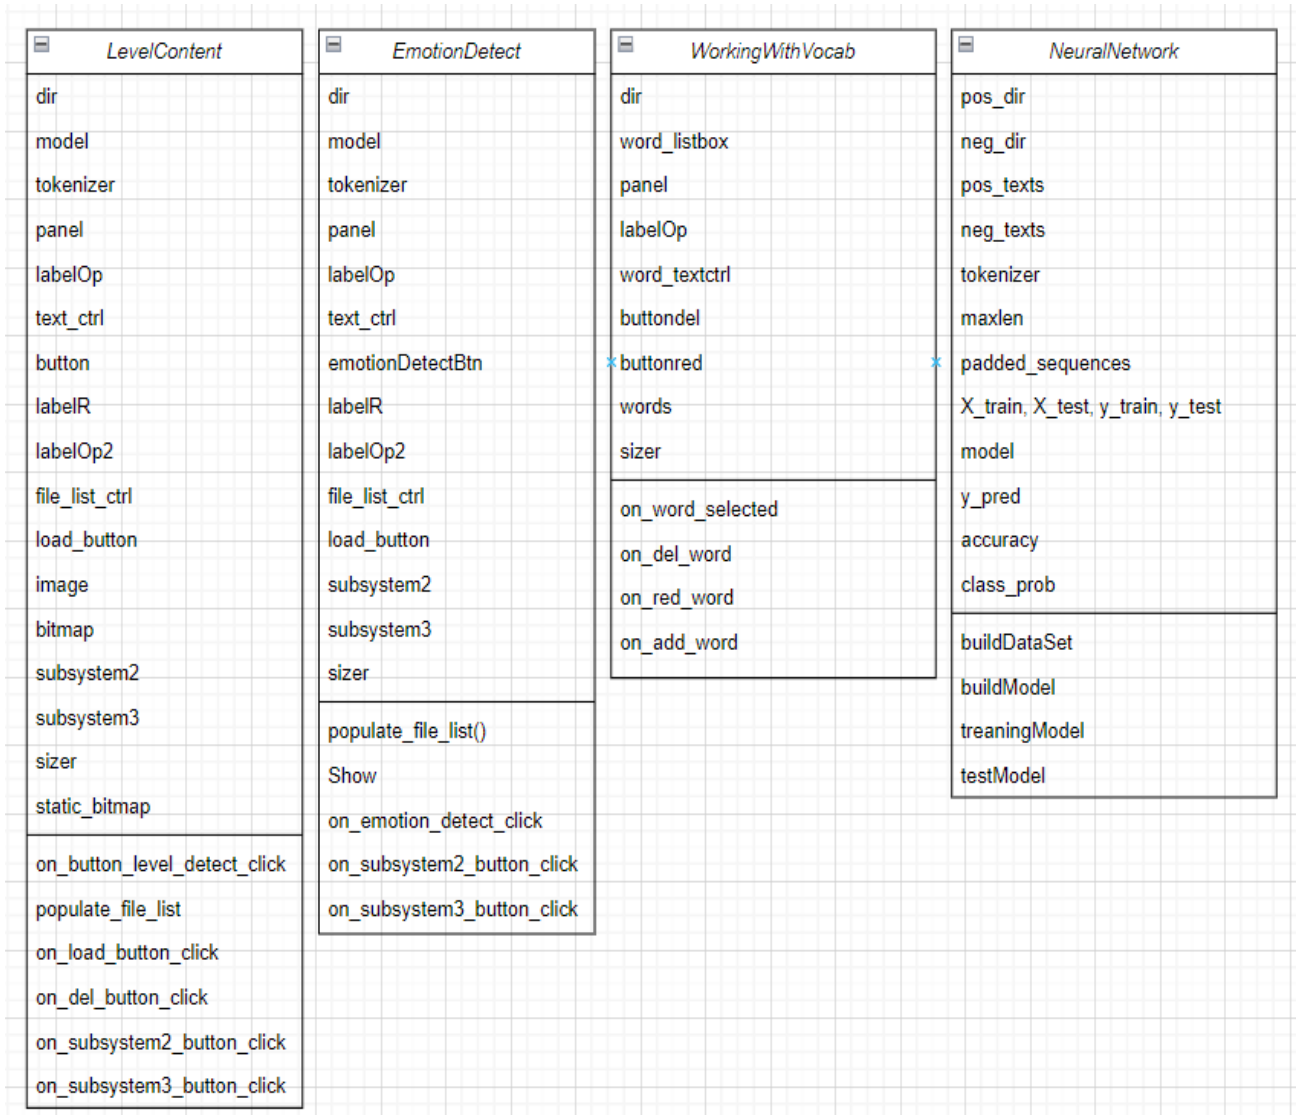 LevelContent
dir
model
tokenizer
panel
labelOp
text_ctrl
button
labelR
labelOp2
file_list_ctrl
load_button
image
bitmap
subsystem2
subsystem3
sizer
static_bitmap
on_button_level_detect_click
populate_file_list
on_load_button_click
on_del_button_click
on_subsystem2_button_click
on_subsystem3_button_click
EmotionDetect
dir
model
tokenizer
panel
labelOp
text_ctrl
emotionDetectBtn
labelR
labelOp2
file_list_ctrl
load_button
subsystem2
subsystem3
sizer
populate_file_list()
Show
on_emotion_detect_click
on_subsystem2_button_click
on_subsystem3_button_click
WorkingWithVocab
dir
word_listbox
panel
labelOp
word_textctrl
buttondel
buttonred
words
sizer
on_word_selected
on_del_word
on_red_word
on_add_word
NeuralNetwork
pos_dir
neg_dir
pos_texts
neg_texts
tokenizer
maxlen
padded_sequences
X_train, X_test, y_train, y_test
model
y_pred
accuracy
class_prob
buildDataSet
buildModel
treaningModel
testModel